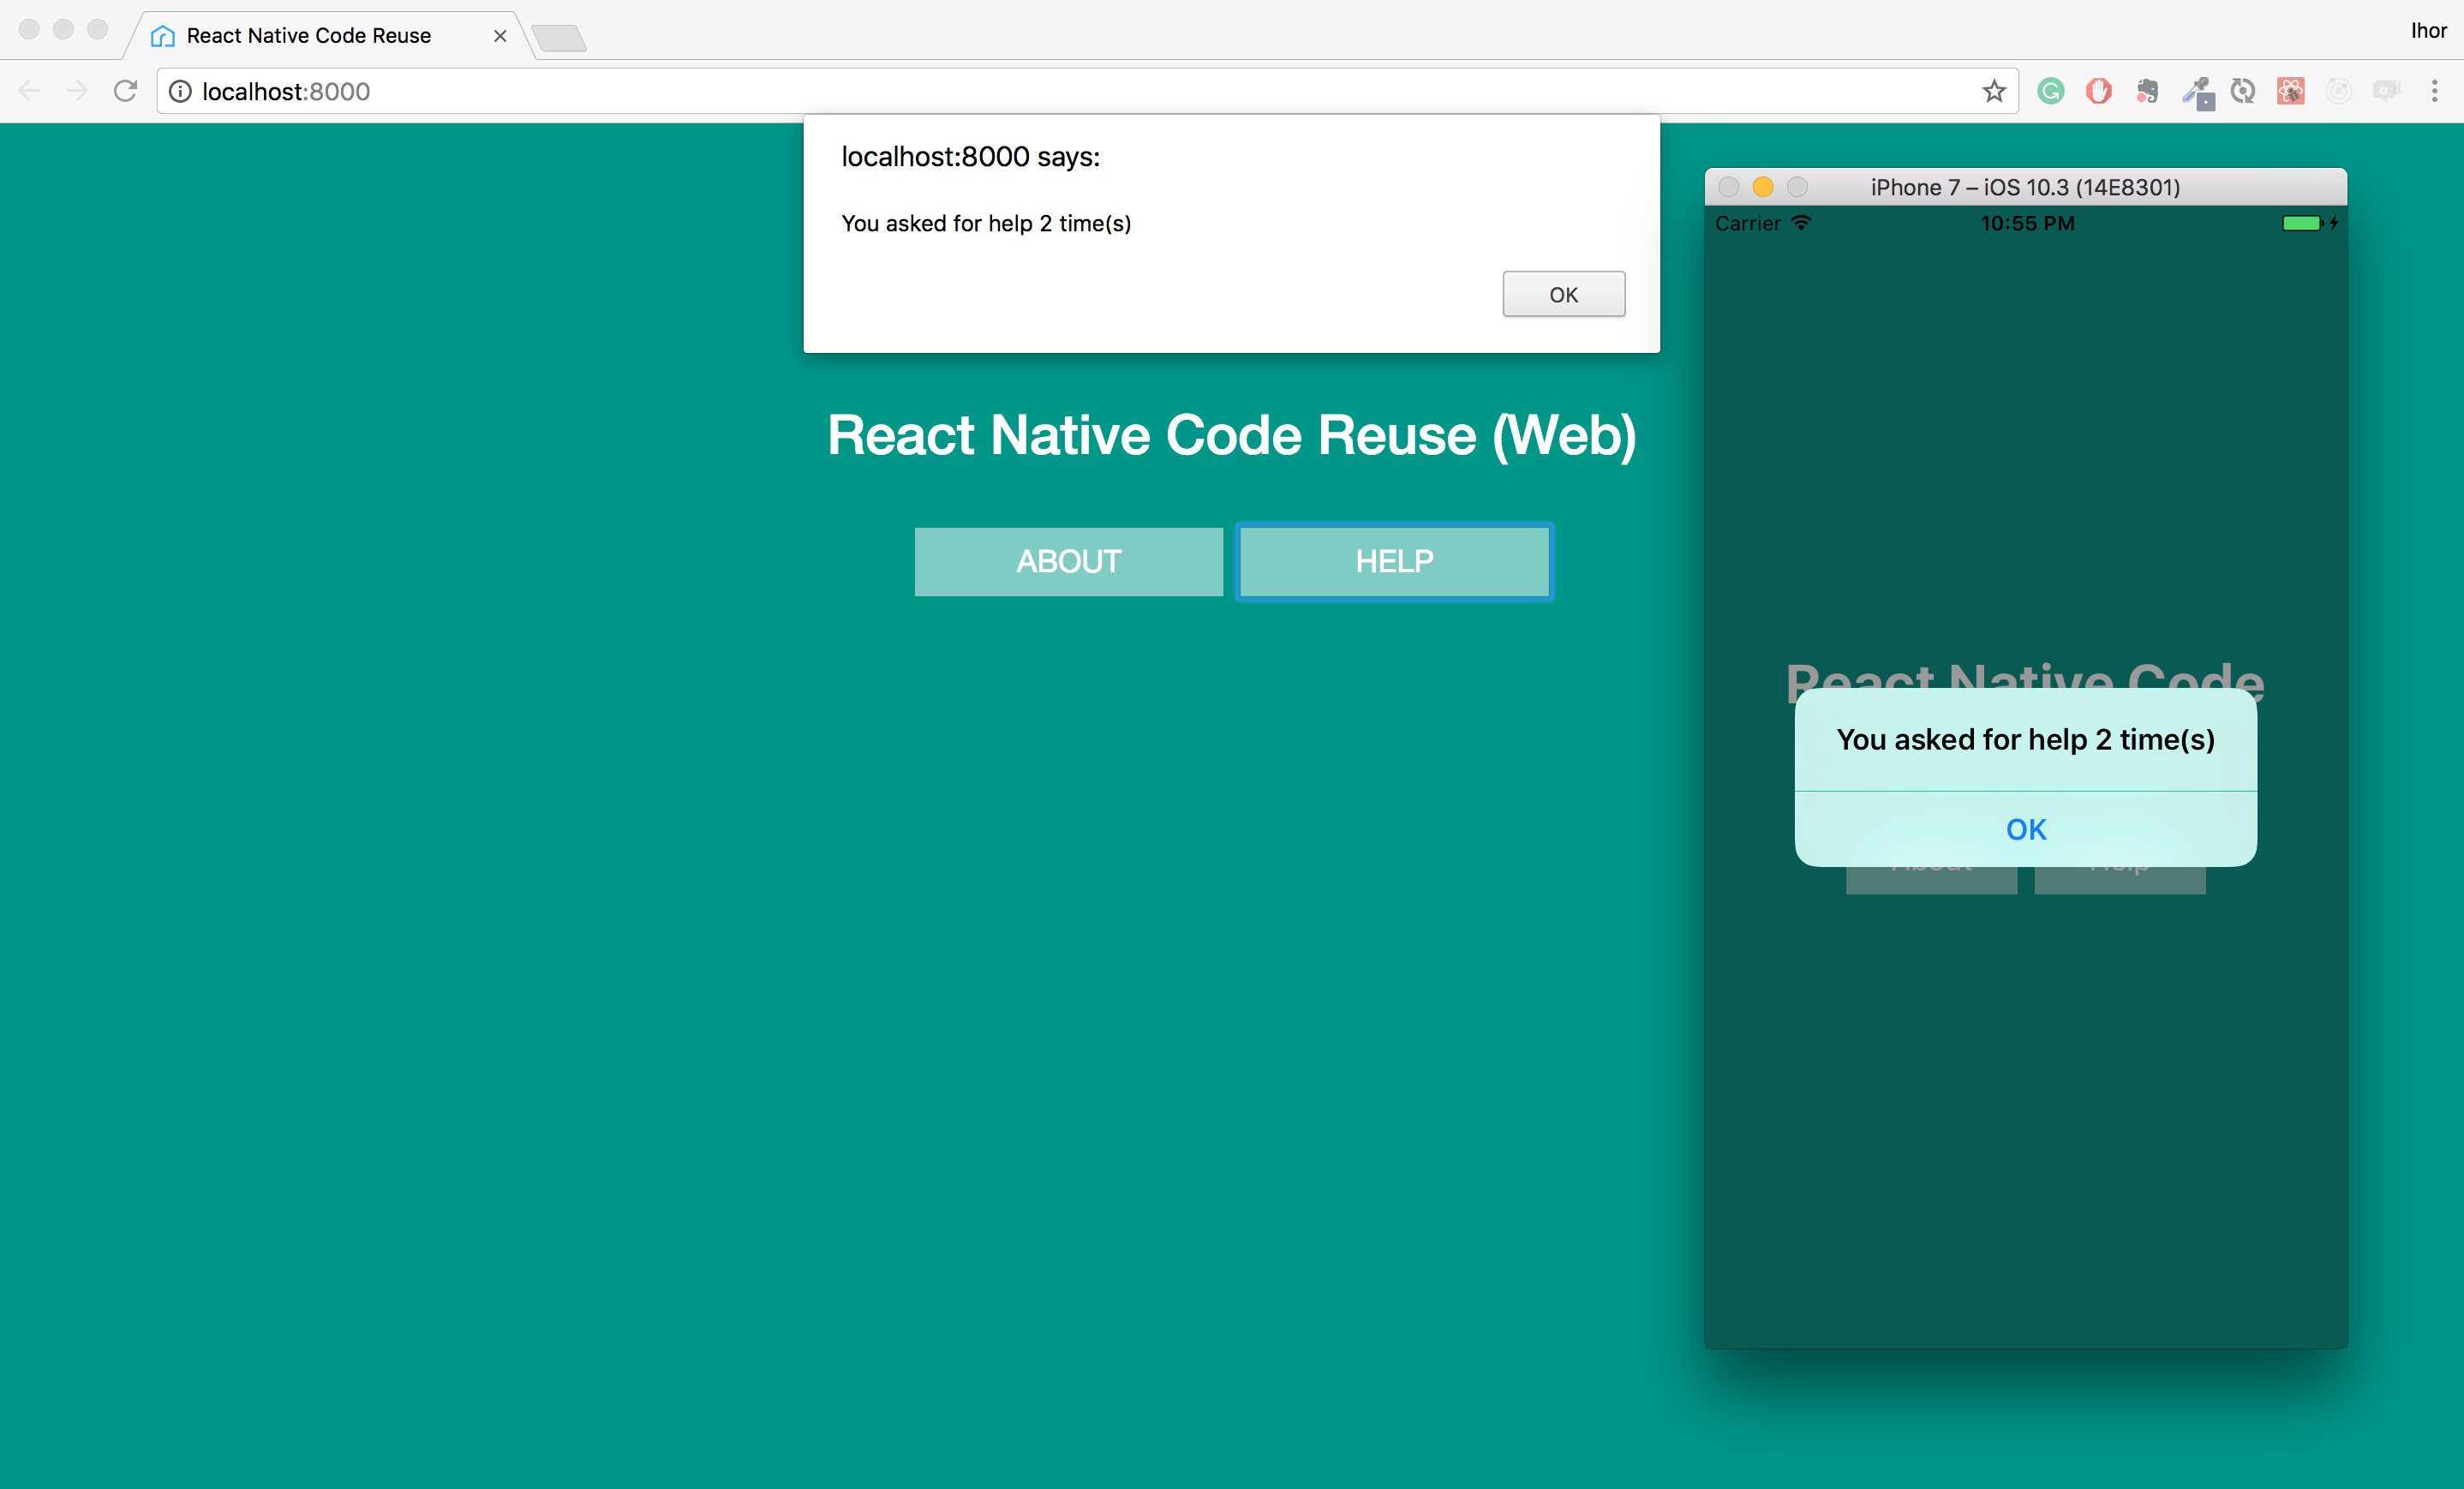 React Native Code Reuse
Ihor
localhost:8000
localhost:8000 says:
You asked for help 2 time(s)
OK
React Native Code Reuse (Web)
ABOUT
HELP
iPhone 7 – iOS 10.3 (14E8301)
Carrier
10:55 PM
React Native Code
You asked for help 2 time(s)
OK
About
Help